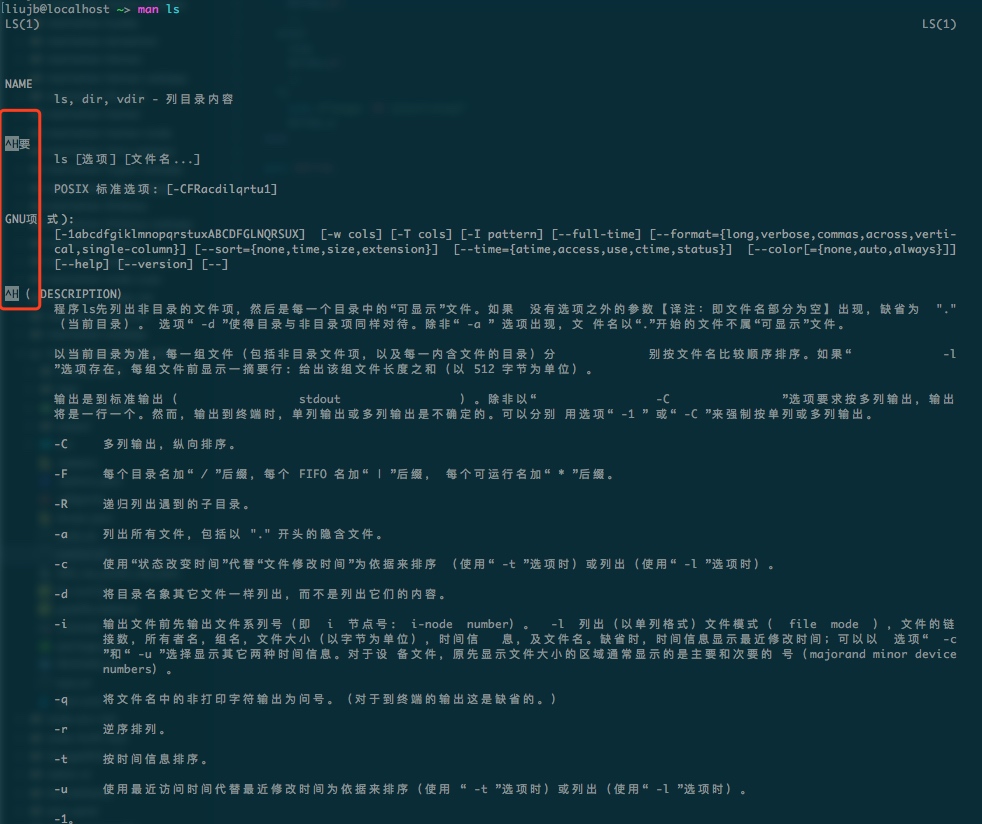 [liujb@localhost ~> man ls
LS(1) LS(1)
NAME
ls, dir, vdir - 列目录内容
^H要
ls [选项] [文件名...]
POSIX 标准选项: [-CFRacdilqrtu1]
GNU项 式):
[-1abcdfgiklmnopqrstuxABCDFGLNQRSUX] [-w cols] [-T cols] [-I pattern] [--full-time] [--format={long,verbose,commas,across,verti-
cal,single-column}] [--sort={none,time,size,extension}] [--time={atime,access,use,ctime,status}] [--color[={none,auto,always}]]
[--help] [--version] [--]
^H ( DESCRIPTION)
程序ls先列出非目录的文件项, 然后是每一个目录中的“可显示”文件。如果 没有选项之外的参数【译注: 即文件名部分为空】出现, 缺省为 "."
(当前目录) 。 选项“ -d ”使得目录与非目录项同样对待。除非“ -a ” 选项出现, 文 件名以“.”开始的文件不属“可显示”文件。
以当前目录为准, 每一组文件 (包括非目录文件项, 以及每一内含文件的目录) 分 别按文件名比较顺序排序。如果“ -l
”选项存在, 每组文件前显示一摘要行: 给出该组文件长度之和 (以 512 字节为单位) 。
输出是到标准输出 ( stdout ) 。除非以“ -C ”选项要求按多列输出, 输出
将是一行一个。然而, 输出到终端时, 单列输出或多列输出是不确定的。可以分别 用选项“ -1 ” 或“ -C ”来强制按单列或多列输出。
-C 多列输出, 纵向排序。
-F 每个目录名加“ / ”后缀, 每个 FIFO 名加“ | ”后缀, 每个可运行名加“ * ”后缀。
-R 递归列出遇到的子目录。
-a 列出所有文件, 包括以 "." 开头的隐含文件。
-c 使用“状态改变时间”代替“文件修改时间”为依据来排序 (使用“ -t ”选项时) 或列出 (使用“ -l ”选项时) 。
-d 将目录名象其它文件一样列出, 而不是列出它们的内容。
-i 输出文件前先输出文件系列号 (即 i 节点号: i-node number) 。 -l 列出 (以单列格式) 文件模式 ( file mode ) , 文件的链
接数, 所有者名, 组名, 文件大小 (以字节为单位) , 时间信 息, 及文件名。缺省时, 时间信息显示最近修改时间; 可以以 选项“ -c
”和“ -u ”选择显示其它两种时间信息。对于设 备文件, 原先显示文件大小的区域通常显示的是主要和次要的 号 (majorand minor device
numbers) 。
-q 将文件名中的非打印字符输出为问号。 (对于到终端的输出这是缺省的。)
-r 逆序排列。
-t 按时间信息排序。
-u 使用最近访问时间代替最近修改时间为依据来排序 (使用 “ -t ”选项时) 或列出 (使用“ -l ”选项时) 。
-1。